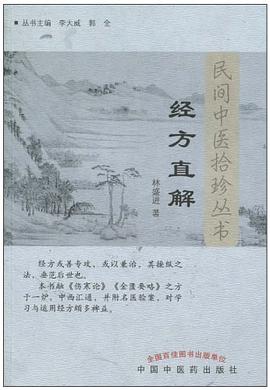 ■ 丛书主编 李大威 郭 全
民间中医拾珍丛书
经方直解
林盛进 著
经方或善专攻，或以兼治，其操纵之
法，垂范后世也。
本书融《伤寒论》《金匮要略》之方
于一炉，中西汇通，并附名医验案，对学
习与运用经方颇多裨益。
全国百佳图书出版单位
中国中医药出版社